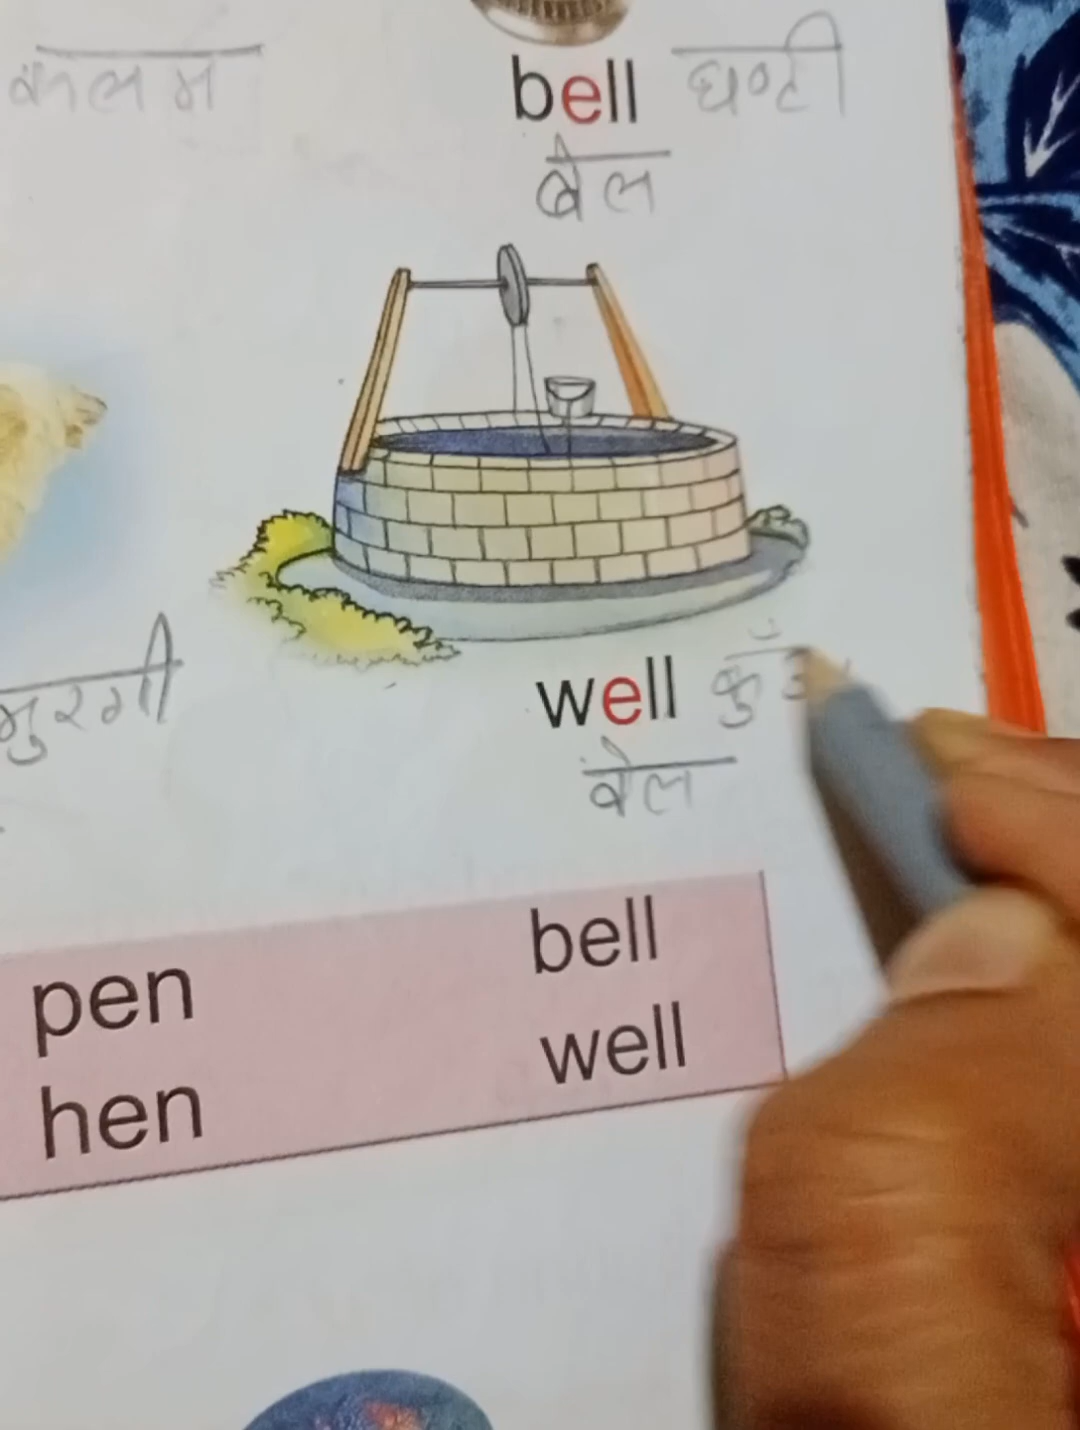 कलम
bell घण्टी
बेल
मुरगी
well
वेल
pen bell
hen well